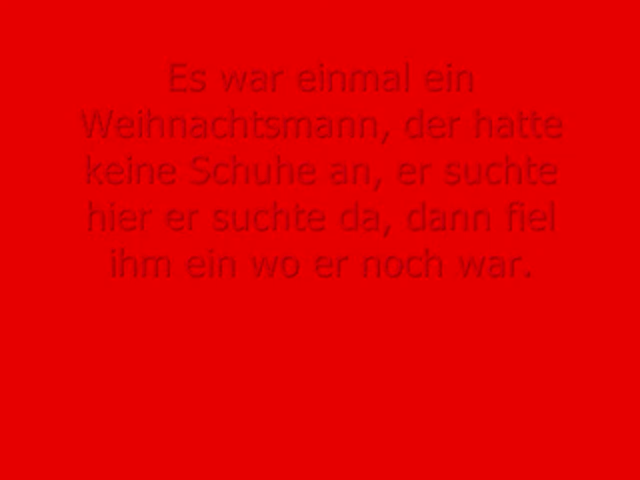 Es war einmal ein
Weihnachtsmann, der hatte
keine Schuhe an, er suchte
hier er suchte da, dann fiel
ihm ein wo er noch war.